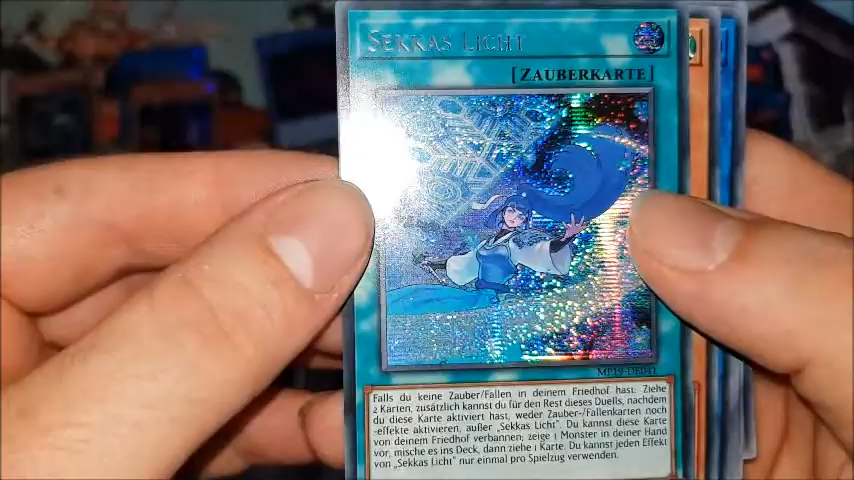 SEKKAS LICHT
[ZAUBERKARTE]
MP19-DE041
Falls du keine Zauber/Fallen in deinem Friedhof hast: Ziehe
2 Karten, zusätzlich kannst du für den Rest dieses Duells, nachdem
du diese Karte aktiviert hast, weder Zauber-/Fallenkarten noch
-effekte aktivieren, außer „Sekkas Licht“. Du kannst diese Karte
von deinem Friedhof verbannen; zeige 1 Monster in deiner Hand
vor, mische es ins Deck, dann ziehe 1 Karte. Du kannst jeden Effekt
von „Sekkas Licht“ nur einmal pro Spielzug verwenden.